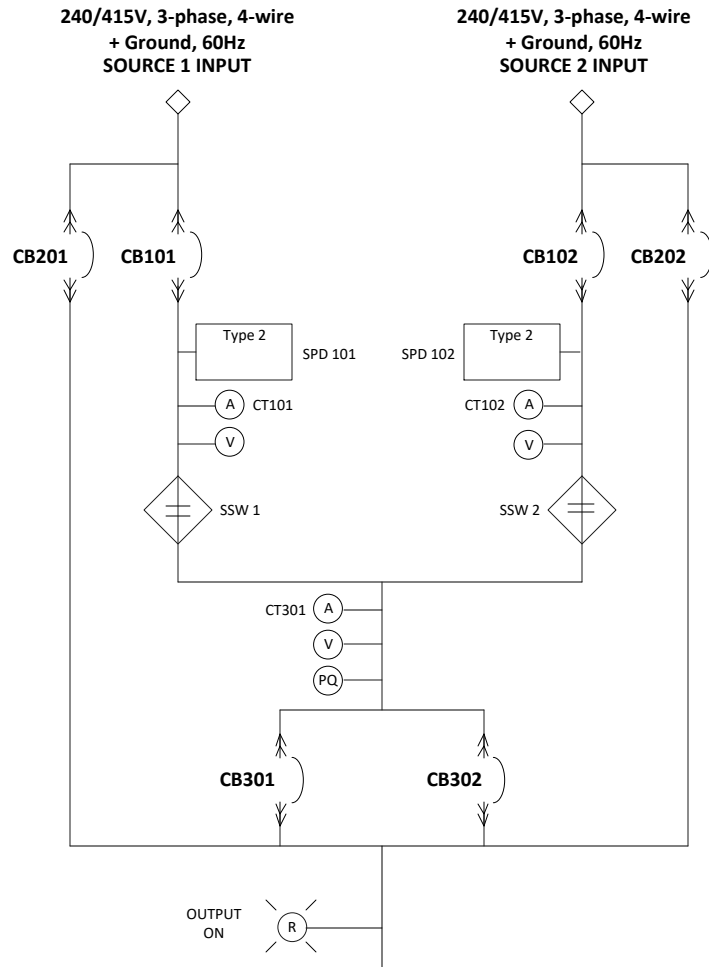 240/415V, 3-phase, 4-wire
+ Ground, 60Hz
SOURCE 1 INPUT
240/415V, 3-phase, 4-wire
+ Ground, 60Hz
SOURCE 2 INPUT
CB201
CB101
CB102
CB202
Type 2
SPD 101
SPD 102
Type 2
A
CT101
CT102
A
V
V
SSW 1
SSW 2
CT301
A
V
PQ
CB301
CB302
OUTPUT
ON
R